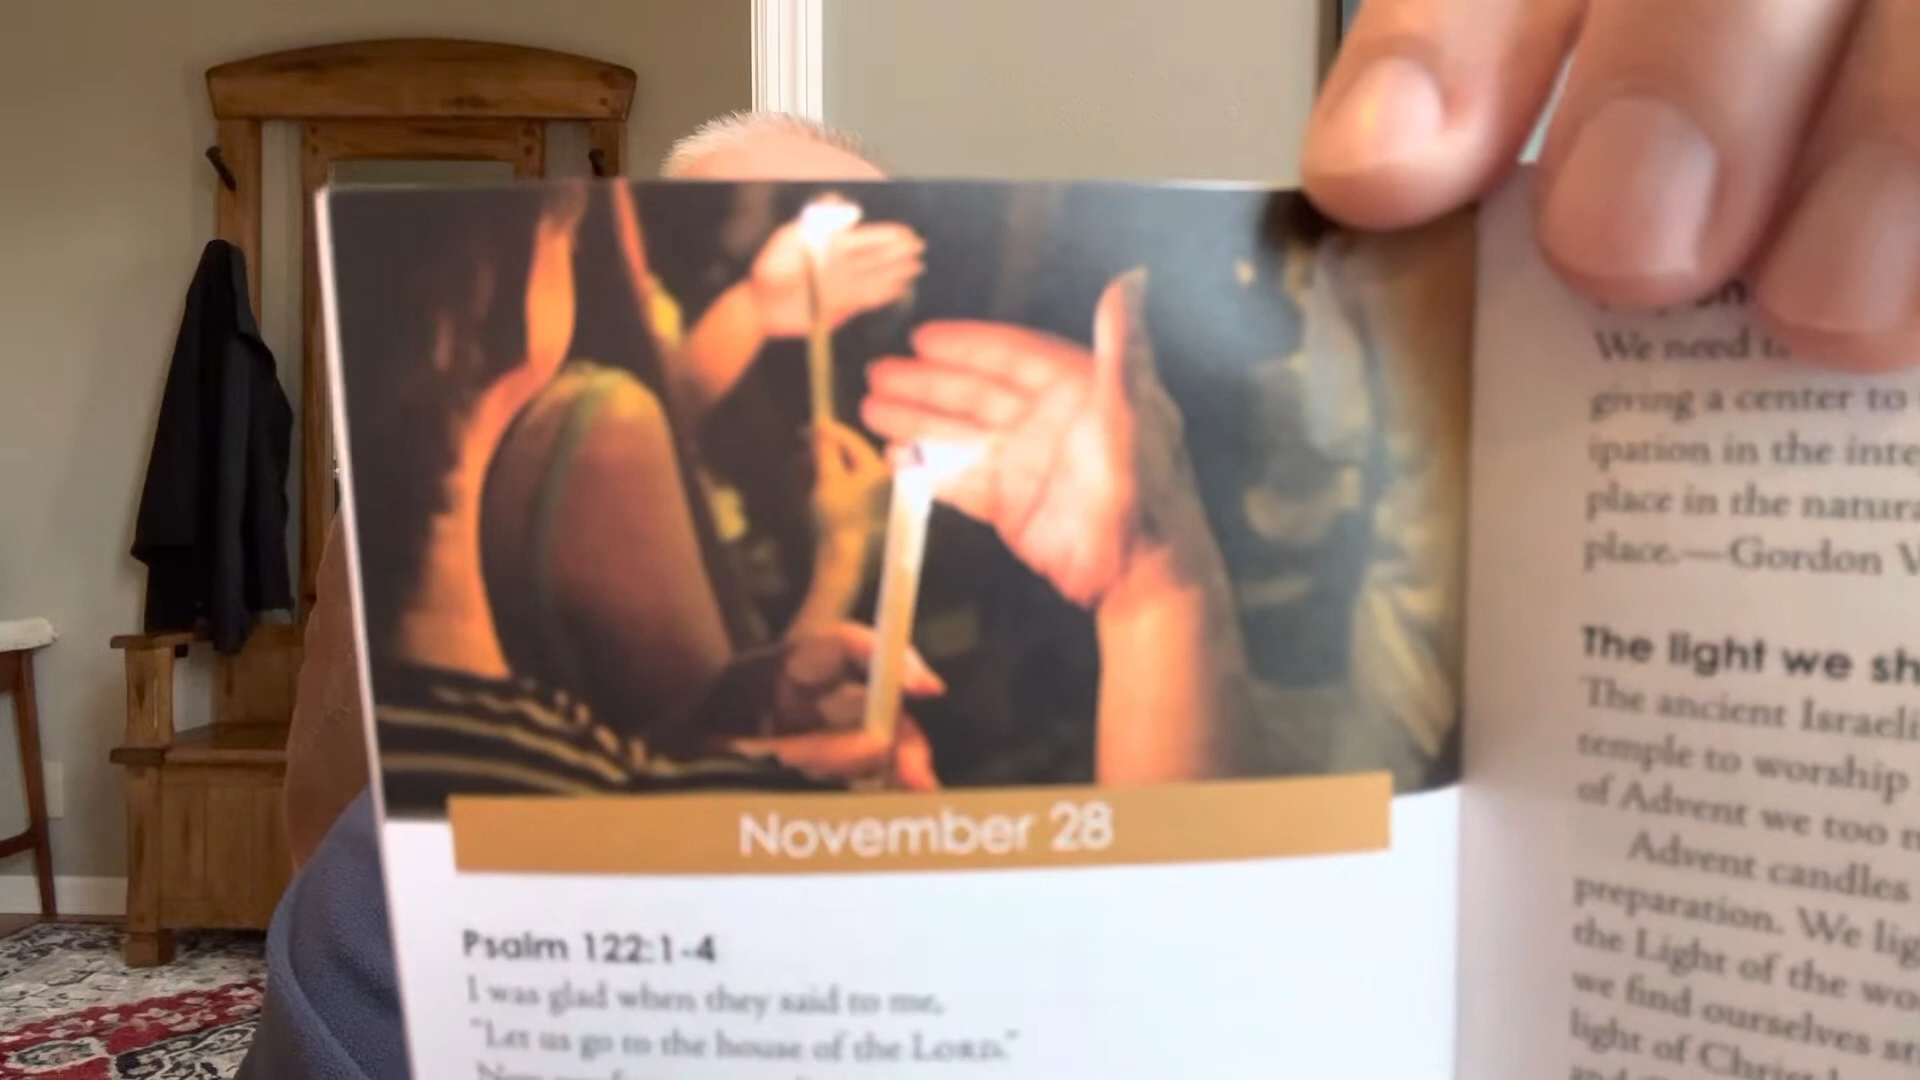 November 28
Psalm 122:1-4
I was glad when they said to me,
"Let us go to the house of the LORD."
We need
giving a center to
ipation in the inte
place in the natura
place.—Gordon
The light we sh
The ancient Israeli
temple to worship
of Advent we too
Advent candles
preparation. We lig
the Light of the wo
we find ourselves
light of Christ